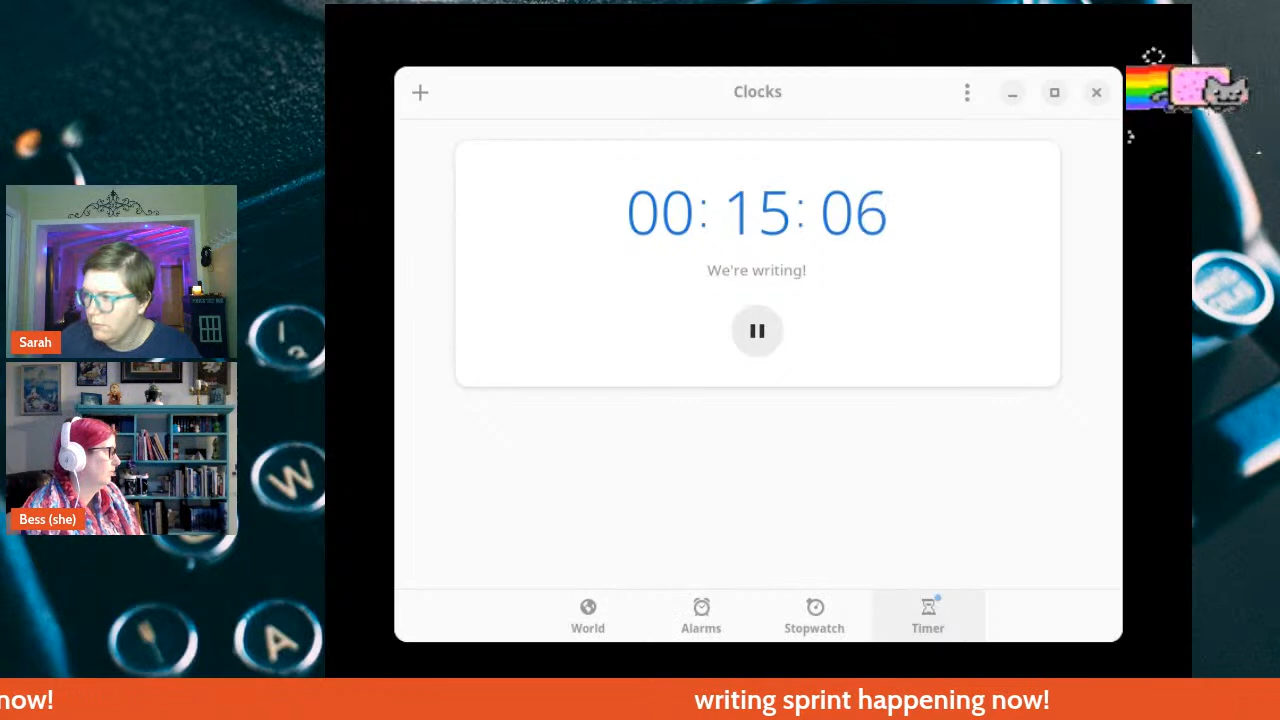 Clocks
00: 15: 06
We're writing!
Sarah
Bess (she)
I
W
A
World
Alarms
Stopwatch
Timer
now!
writing sprint happening now!